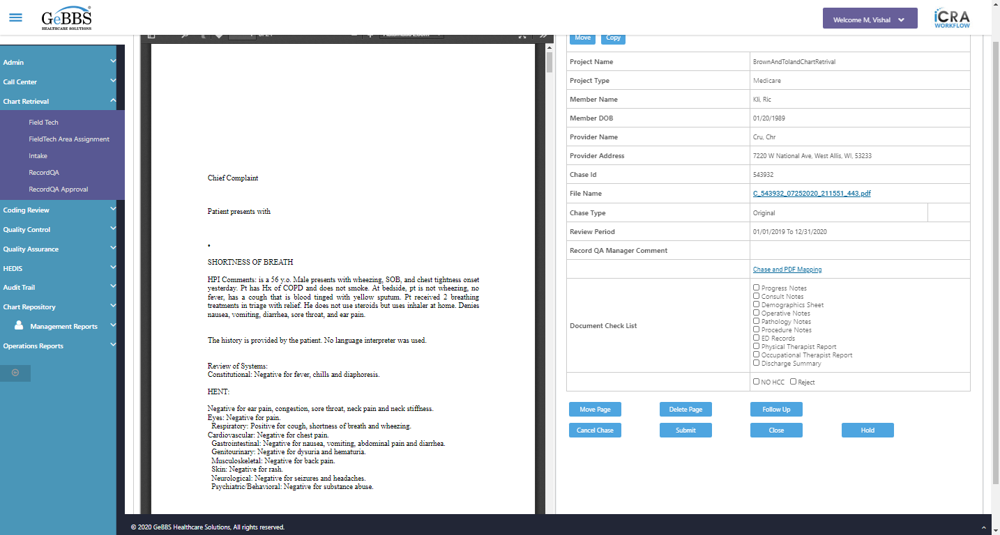 GeBBS
HEALTHCARE SOLUTIONS
Welcome M, Vishal
iCRA
WORKFLOW
Admin
Call Center
Chart Retrieval
Field Tech
FieldTech Area Assignment
Intake
RecordQA
RecordQA Approval
Coding Review
Quality Control
Quality Assurance
HEDIS
Audit Trail
Chart Repository
Management Reports
Operations Reports
Automatic Zoom
Chief Complaint
Patient presents with
•
SHORTNESS OF BREATH
HPI Comments: is a 56 y.o. Male presents with wheezing, SOB, and chest tightness onset
yesterday. Pt has Hx of COPD and does not smoke. At bedside, pt is not wheezing, no
fever, has a cough that is blood tinged with yellow sputum. Pt received 2 breathing
treatments in triage with relief. He does not use steroids but uses inhaler at home. Denies
nausea, vomiting, diarrhea, sore throat, and ear pain.
The history is provided by the patient. No language interpreter was used.
Review of Systems:
Constitutional: Negative for fever, chills and diaphoresis.
HENT:
Negative for ear pain, congestion, sore throat, neck pain and neck stiffness.
Eyes: Negative for pain.
Respiratory: Positive for cough, shortness of breath and wheezing.
Cardiovascular: Negative for chest pain.
Gastrointestinal: Negative for nausea, vomiting, abdominal pain and diarrhea.
Genitourinary: Negative for dysuria and hematuria.
Musculoskeletal: Negative for back pain.
Skin: Negative for rash.
Neurological: Negative for seizures and headaches.
Psychiatric/Behavioral: Negative for substance abuse.
Move Copy
Project Name BrownAndTolandChartRetrival
Project Type Medicare
Member Name Kli, Ric
Member DOB 01/20/1989
Provider Name Cru, Chr
Provider Address 7220 W National Ave, West Allis, WI, 53233
Chase Id 543932
File Name C_543932_07252020_211551_443.pdf
Chase Type Original
Review Period 01/01/2019 To 12/31/2020
Record QA Manager Comment
Chase and PDF Mapping
Document Check List
Progress Notes
Consult Notes
Demographics Sheet
Operative Notes
Pathology Notes
Procedure Notes
ED Records
Physical Therapist Report
Occupational Therapist Report
Discharge Summary
NO HCC Reject
Move Page Delete Page Follow Up
Cancel Chase Submit Close Hold
© 2020 GeBBS Healthcare Solutions, All rights reserved.